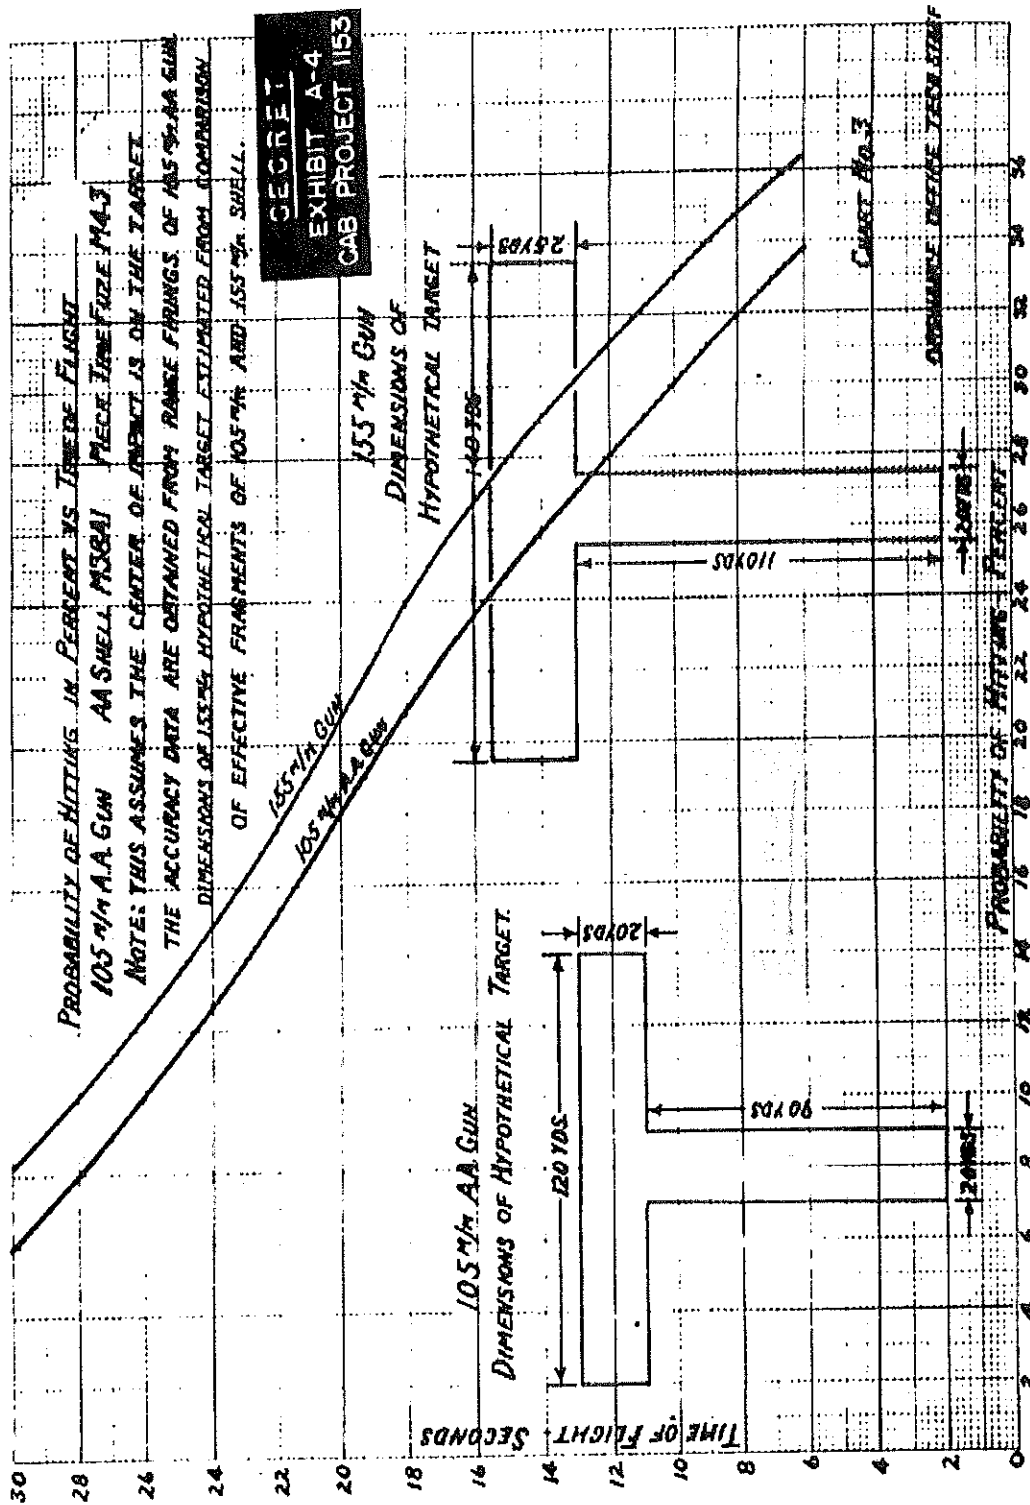 PROBABILITY OF HITTING IN PERCENT VS TIME OF FLIGHT
105 M/M A.A. GUN AA SHELL M38A1 MECH TIME FUZE M43
NOTE: THIS ASSUMES THE CENTER OF IMPACT IS ON THE TARGET
THE ACCURACY DATA ARE OBTAINED FROM RANGE FIRINGS OF 105 M/M AA GUN
DIMENSIONS OF 155 M/M HYPOTHETICAL TARGET ESTIMATED FROM COMPARISON
OF EFFECTIVE FRAGMENTS OF 105 M/M AND 155 M/M SHELL.
SECRET
EXHIBIT A-4
CAB PROJECT 1153
155 M/M GUN
105 M/M A.A. GUN
155 M/M GUN
DIMENSIONS OF
HYPOTHETICAL TARGET
140 YDS
25 YDS
110 YDS
20 YDS
105 M/M A.A. GUN
DIMENSIONS OF HYPOTHETICAL TARGET.
120 YDS.
20 YDS
90 YDS
20 YDS
CHART NO. 3
ORDNANCE OFFICE TECH STAFF
TIME OF FLIGHT - SECONDS
30
28
26
24
22
20
18
16
14
12
10
8
6
4
2
0
2 4 6 8 10 12 14 16 18 20 22 24 26 28 30 32 34 36
PROBABILITY OF HITTING - PERCENT